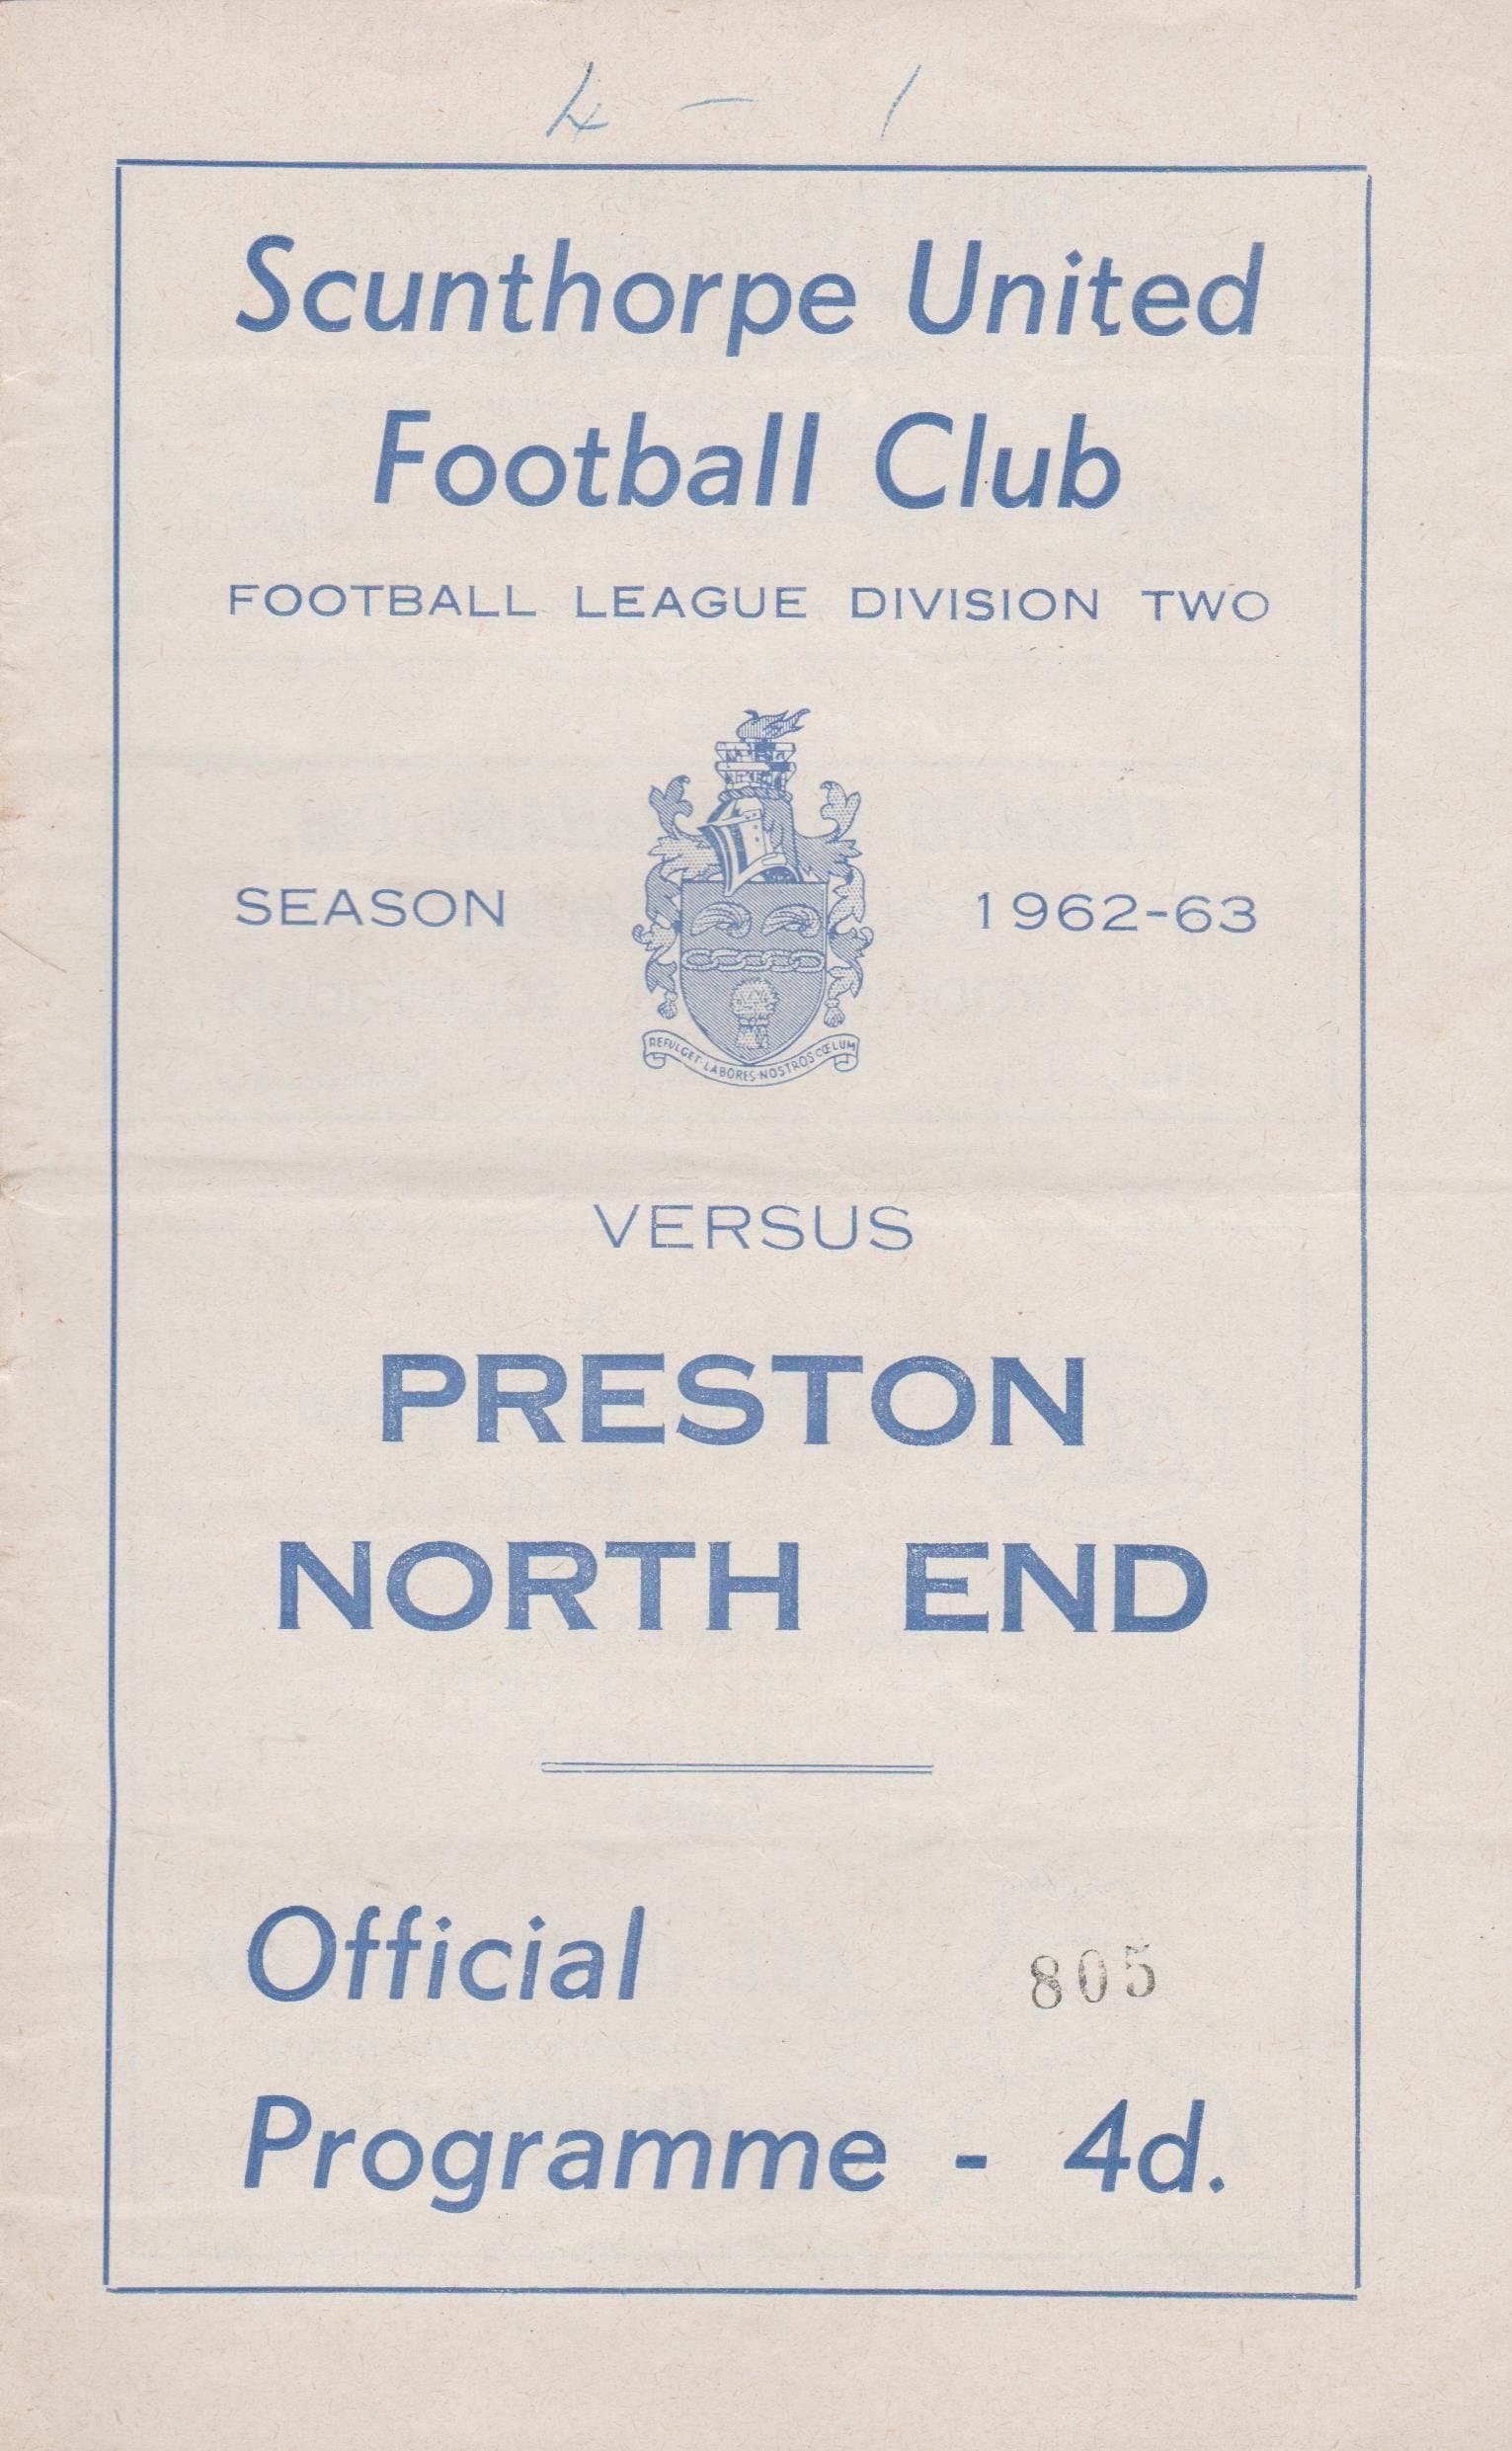 4 - 1
Scunthorpe United
Football Club
FOOTBALL LEAGUE DIVISION TWO
SEASON 1962-63
REFULGET·LABORES·NOSTROS·CŒLUM
VERSUS
PRESTON
NORTH END
Official 805
Programme - 4d.